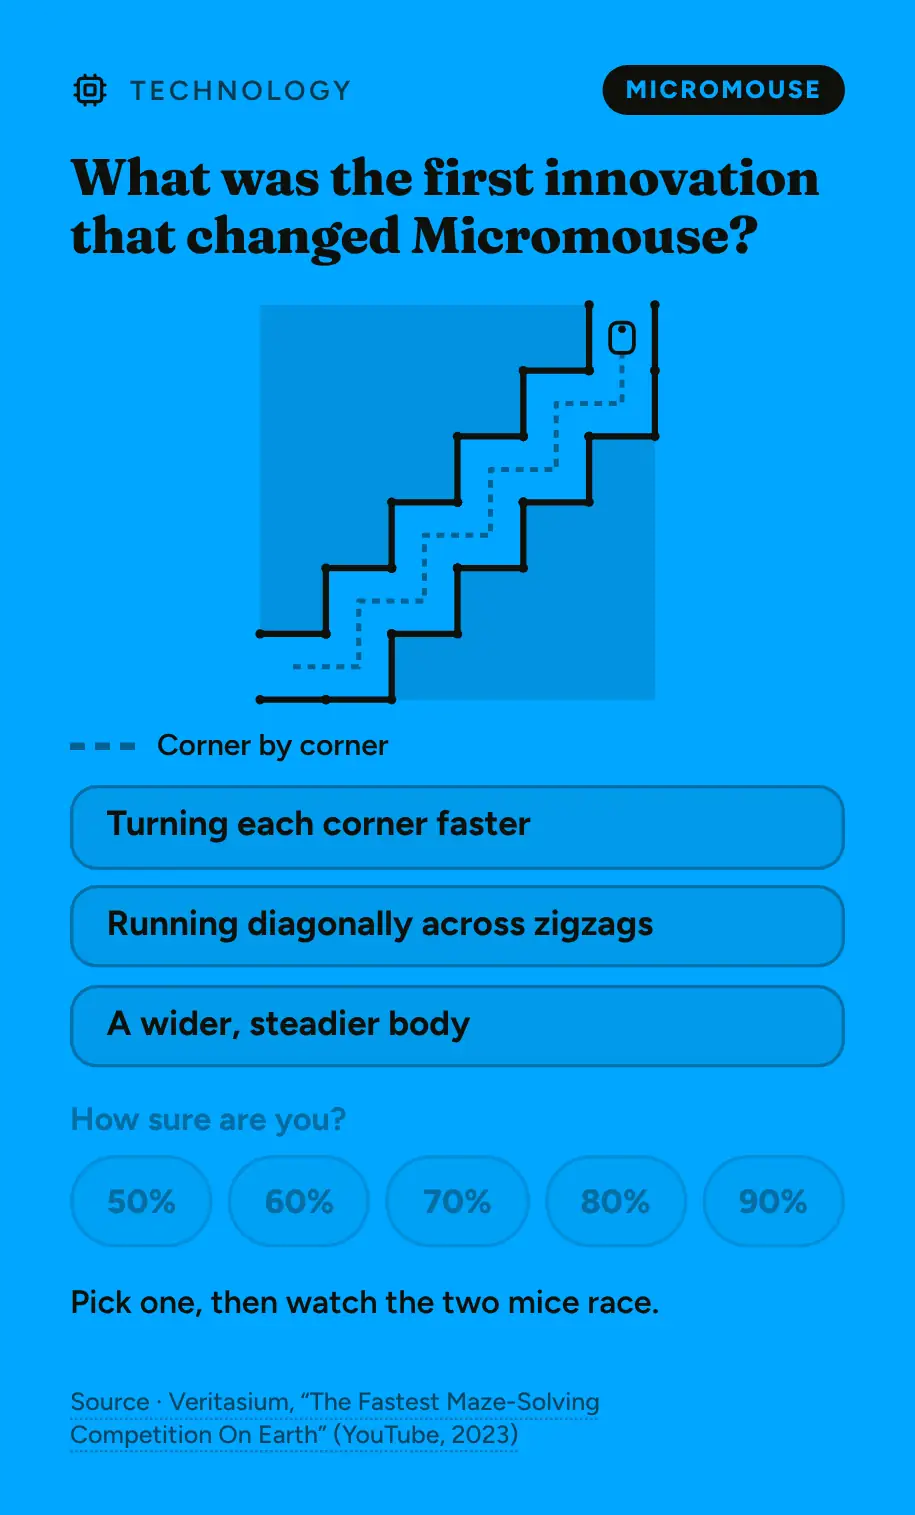 TECHNOLOGY
MICROMOUSE
What was the first innovation
that changed Micromouse?
Corner by corner
Turning each corner faster
Running diagonally across zigzags
A wider, steadier body
How sure are you?
50%
60%
70%
80%
90%
Pick one, then watch the two mice race.
Source · Veritasium, “The Fastest Maze-Solving
Competition On Earth” (YouTube, 2023)